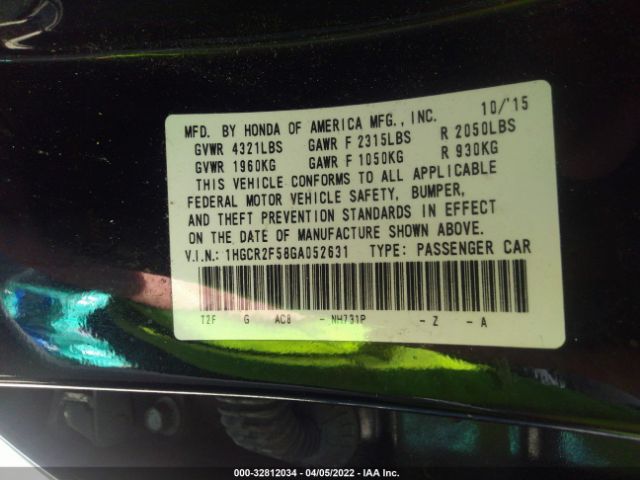 MFD. BY HONDA OF AMERICA MFG., INC. 10/'15
GVWR 4321LBS GAWR F 2315LBS R 2050LBS
GVWR 1960KG GAWR F 1050KG R 930KG
THIS VEHICLE CONFORMS TO ALL APPLICABLE
FEDERAL MOTOR VEHICLE SAFETY, BUMPER,
AND THEFT PREVENTION STANDARDS IN EFFECT
ON THE DATE OF MANUFACTURE SHOWN ABOVE.
V.I.N.: 1HGCR2F58GA052631 TYPE: PASSENGER CAR
T2F G AC8 - NH731P - Z - A
000-32812034 - 04/05/2022 - IAA Inc.